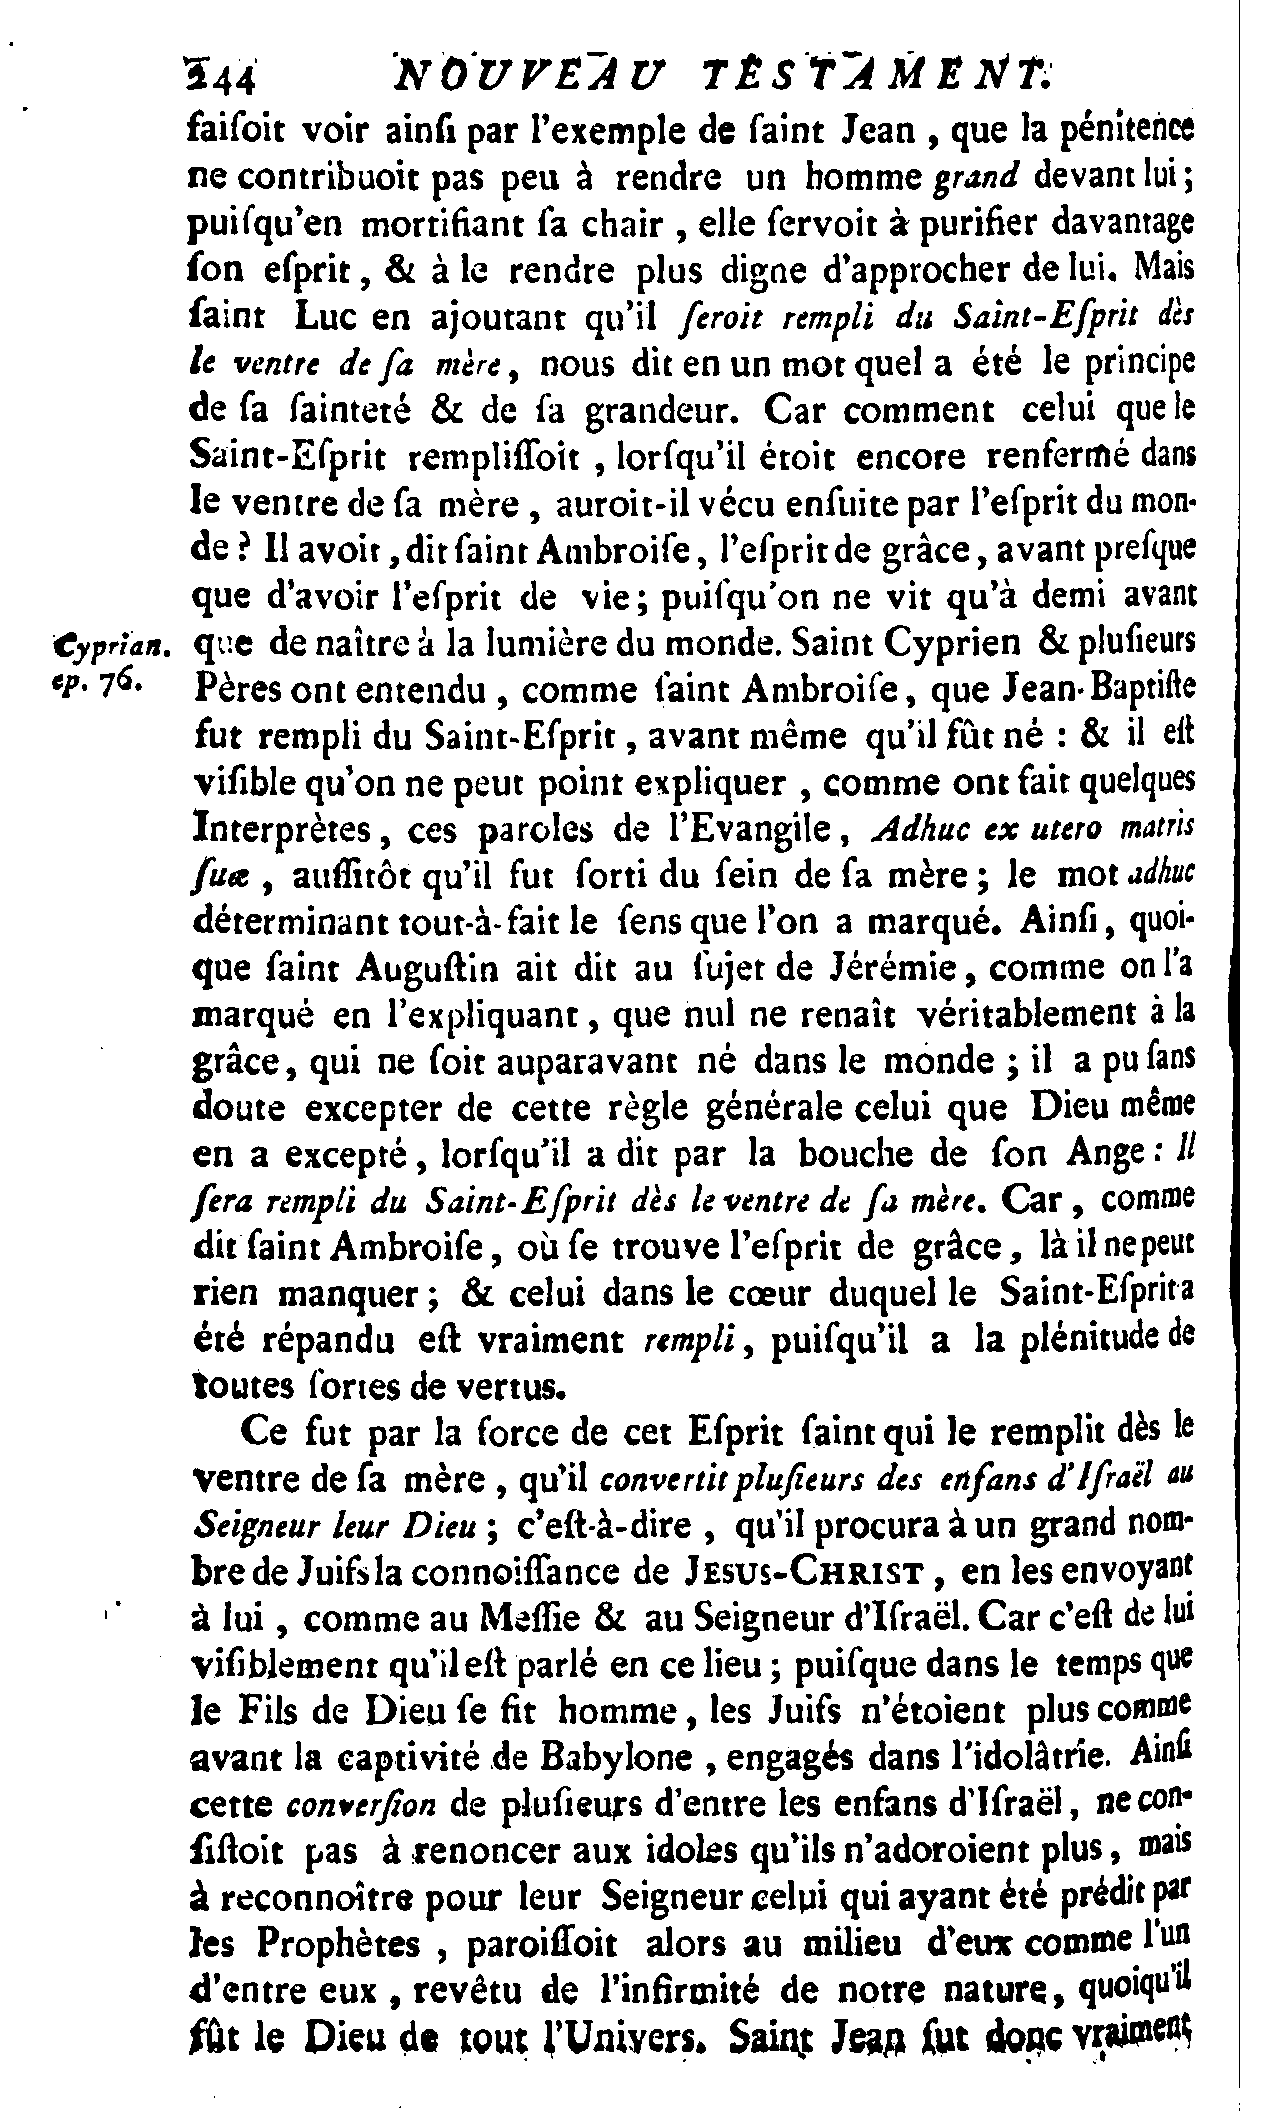 244 NOUVEAU TESTAMENT.
faiſoit voir ainſi par l'exemple de ſaint Jean, que la pénitence
ne contribuoit pas peu à rendre un homme grand devant lui;
puiſqu'en mortifiant ſa chair, elle ſervoit à purifier davantage
ſon eſprit, & à le rendre plus digne d'approcher de lui. Mais
ſaint Luc en ajoutant qu'il ſeroit rempli du Saint-Eſprit dès
le ventre de ſa mère, nous dit en un mot quel a été le principe
de ſa ſainteté & de ſa grandeur. Car comment celui que le
Saint-Eſprit rempliſſoit, lorſqu'il étoit encore renfermé dans
le ventre de ſa mère, auroit-il vécu enſuite par l'eſprit du mon-
de? Il avoit, dit ſaint Ambroiſe, l'eſprit de grâce, avant preſque
que d'avoir l'eſprit de vie; puiſqu'on ne vit qu'à demi avant
Cyprian. que de naître à la lumière du monde. Saint Cyprien & pluſieurs
ep. 76. Pères ont entendu, comme ſaint Ambroiſe, que Jean-Baptiſte
fut rempli du Saint-Eſprit, avant même qu'il fût né : & il eſt
viſible qu'on ne peut point expliquer, comme ont fait quelques
Interprètes, ces paroles de l'Evangile, Adhuc ex utero matris
ſuæ, auſſitôt qu'il fut ſorti du ſein de ſa mère; le mot adhuc
déterminant tout-à-fait le ſens que l'on a marqué. Ainſi, quoi-
que ſaint Auguſtin ait dit au ſujet de Jérémie, comme on l'a
marqué en l'expliquant, que nul ne renaît véritablement à la
grâce, qui ne ſoit auparavant né dans le monde; il a pu ſans
doute excepter de cette règle générale celui que Dieu même
en a excepté, lorſqu'il a dit par la bouche de ſon Ange: Il
ſera rempli du Saint-Eſprit dès le ventre de ſa mère. Car, comme
dit ſaint Ambroiſe, où ſe trouve l'eſprit de grâce, là il ne peut
rien manquer; & celui dans le cœur duquel le Saint-Eſprit a
été répandu eſt vraiment rempli, puiſqu'il a la plénitude de
toutes ſortes de vertus.
Ce fut par la force de cet Eſprit ſaint qui le remplit dès le
ventre de ſa mère, qu'il convertit pluſieurs des enfans d'Iſraël au
Seigneur leur Dieu; c'eſt-à-dire, qu'il procura à un grand nom-
bre de Juifs la connoiſſance de JESUS-CHRIST, en les envoyant
à lui, comme au Meſſie & au Seigneur d'Iſraël. Car c'eſt de lui
viſiblement qu'il eſt parlé en ce lieu; puiſque dans le temps que
le Fils de Dieu ſe fit homme, les Juifs n'étoient plus comme
avant la captivité de Babylone, engagés dans l'idolâtrie. Ainſi
cette converſion de pluſieurs d'entre les enfans d'Iſraël, ne con-
ſiſtoit pas à renoncer aux idoles qu'ils n'adoroient plus, mais
à reconnoître pour leur Seigneur celui qui ayant été prédit par
les Prophètes, paroiſſoit alors au milieu d'eux comme l'un
d'entre eux, revêtu de l'infirmité de notre nature, quoiqu'il
fût le Dieu de tout l'Univers. Saint Jean fut donc vraiment